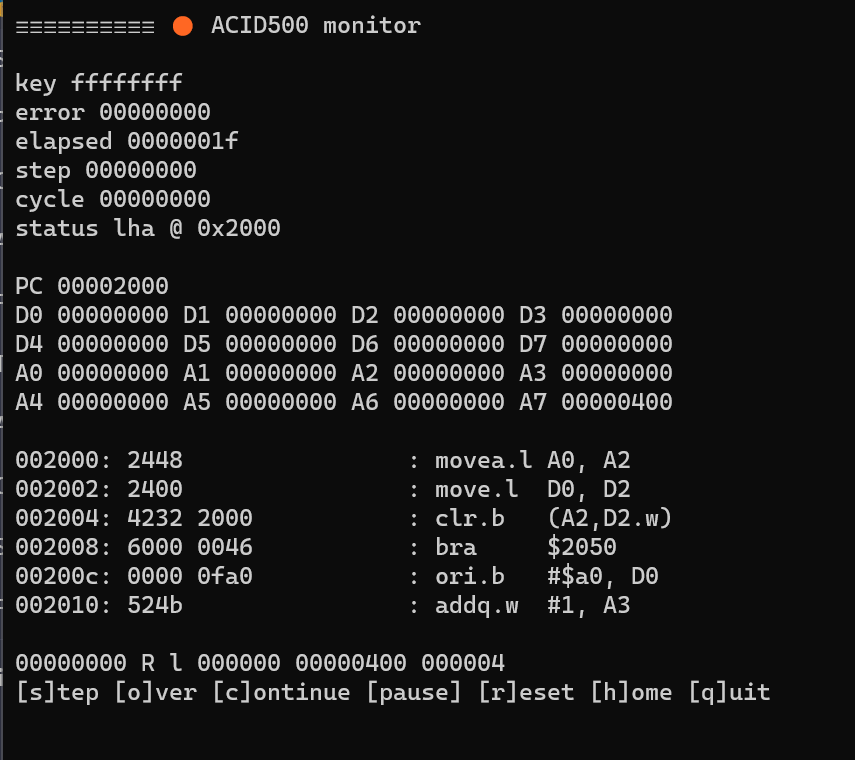 ≡≡≡≡≡≡≡≡≡≡ ACID500 monitor
key ffffffff
error 00000000
elapsed 0000001f
step 00000000
cycle 00000000
status lha @ 0x2000
PC 00002000
D0 00000000 D1 00000000 D2 00000000 D3 00000000
D4 00000000 D5 00000000 D6 00000000 D7 00000000
A0 00000000 A1 00000000 A2 00000000 A3 00000000
A4 00000000 A5 00000000 A6 00000000 A7 00000400
002000: 2448 : movea.l A0, A2
002002: 2400 : move.l D0, D2
002004: 4232 2000 : clr.b (A2,D2.w)
002008: 6000 0046 : bra $2050
00200c: 0000 0fa0 : ori.b #$a0, D0
002010: 524b : addq.w #1, A3
00000000 R l 000000 00000400 000004
[s]tep [o]ver [c]ontinue [pause] [r]eset [h]ome [q]uit